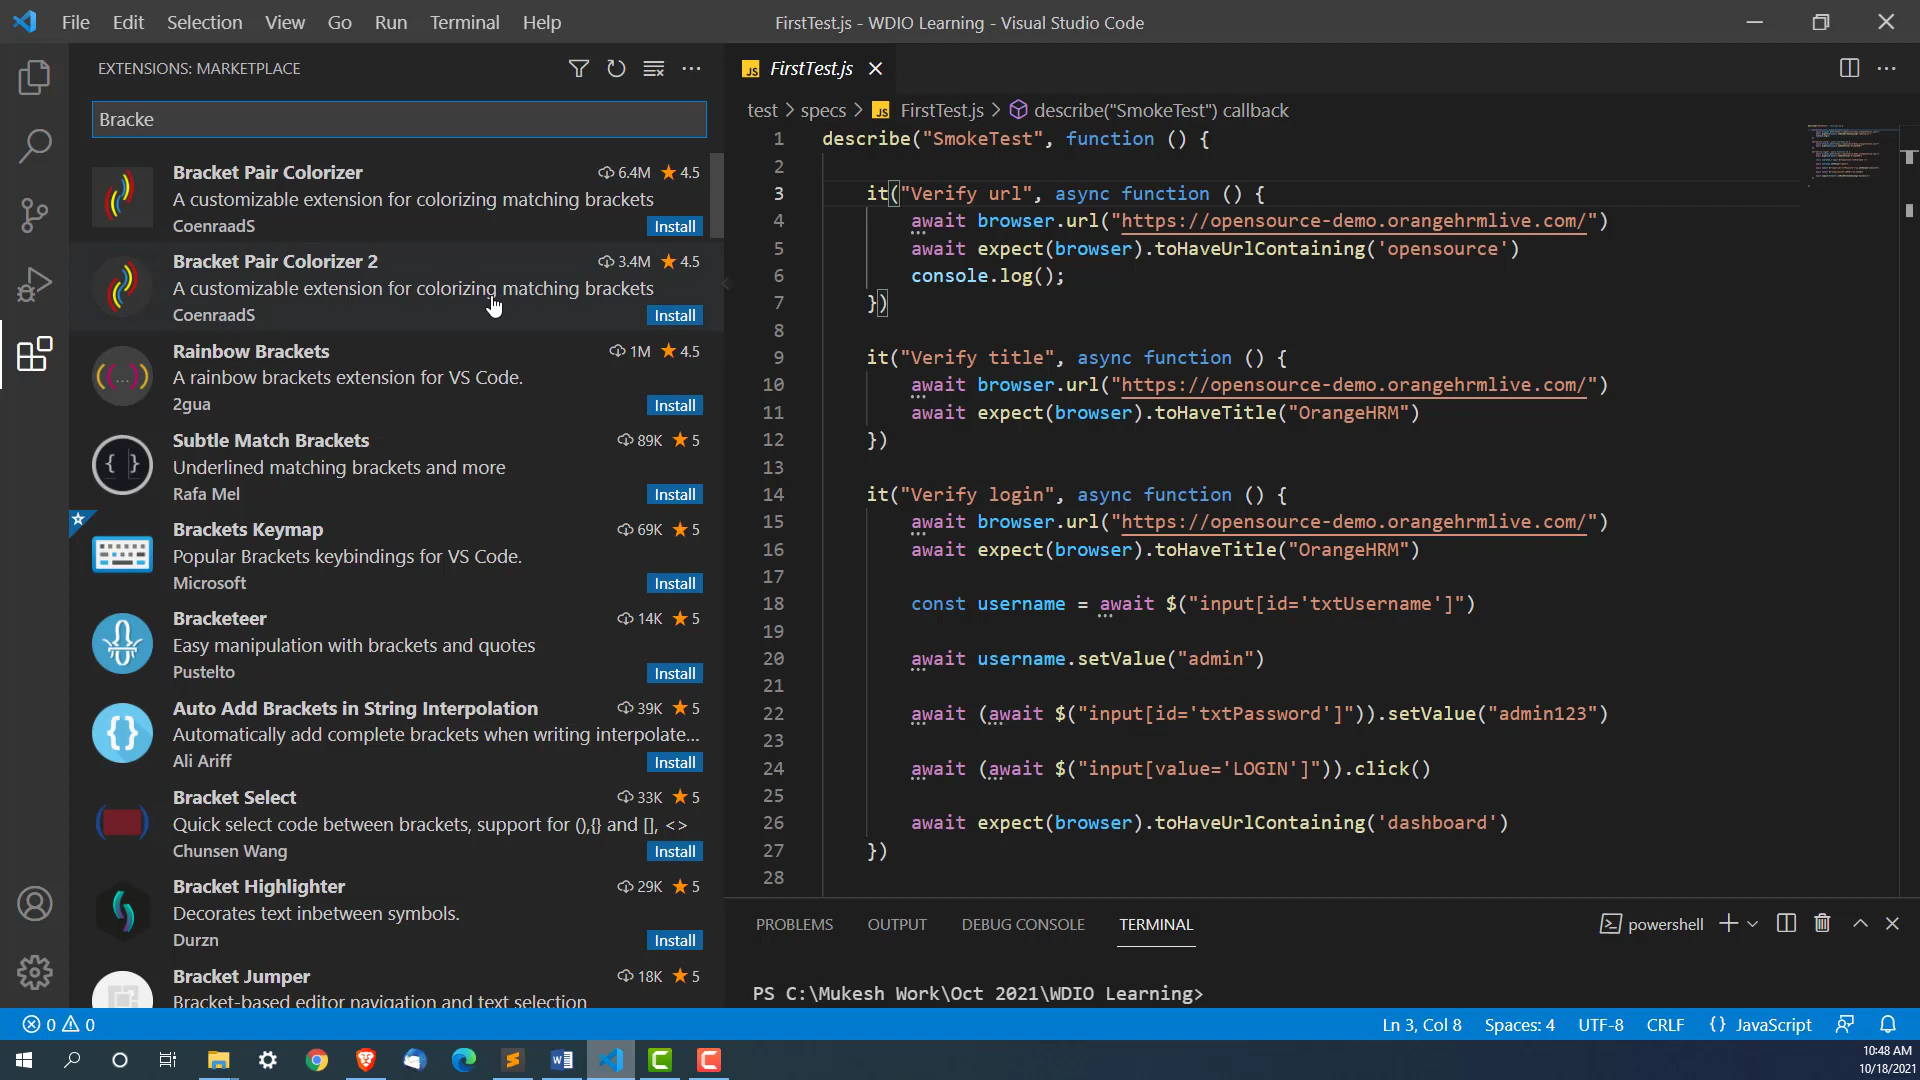 File Edit Selection View Go Run Terminal Help
FirstTest.js - WDIO Learning - Visual Studio Code
EXTENSIONS: MARKETPLACE
Bracke
Bracket Pair Colorizer 6.4M 4.5
A customizable extension for colorizing matching brackets
CoenraadS Install
Bracket Pair Colorizer 2 3.4M 4.5
A customizable extension for colorizing matching brackets
CoenraadS Install
Rainbow Brackets 1M 4.5
A rainbow brackets extension for VS Code.
2gua Install
Subtle Match Brackets 89K 5
Underlined matching brackets and more
Rafa Mel Install
Brackets Keymap 69K 5
Popular Brackets keybindings for VS Code.
Microsoft Install
Bracketeer 14K 5
Easy manipulation with brackets and quotes
Pustelto Install
Auto Add Brackets in String Interpolation 39K 5
Automatically add complete brackets when writing interpolate...
Ali Ariff Install
Bracket Select 33K 5
Quick select code between brackets, support for (),{} and [], <>
Chunsen Wang Install
Bracket Highlighter 29K 5
Decorates text inbetween symbols.
Durzn Install
Bracket Jumper 18K 5
Bracket-based editor navigation and text selection
JS FirstTest.js
test > specs > JS FirstTest.js > describe("SmokeTest") callback
1 describe("SmokeTest", function () {
2
3 it("Verify url", async function () {
4 await browser.url("https://opensource-demo.orangehrmlive.com/")
5 await expect(browser).toHaveUrlContaining('opensource')
6 console.log();
7 })
8
9 it("Verify title", async function () {
10 await browser.url("https://opensource-demo.orangehrmlive.com/")
11 await expect(browser).toHaveTitle("OrangeHRM")
12 })
13
14 it("Verify login", async function () {
15 await browser.url("https://opensource-demo.orangehrmlive.com/")
16 await expect(browser).toHaveTitle("OrangeHRM")
17
18 const username = await $("input[id='txtUsername']")
19
20 await username.setValue("admin")
21
22 await (await $("input[id='txtPassword']")).setValue("admin123")
23
24 await (await $("input[value='LOGIN']")).click()
25
26 await expect(browser).toHaveUrlContaining('dashboard')
27 })
28
PROBLEMS OUTPUT DEBUG CONSOLE TERMINAL
powershell
PS C:\Mukesh Work\Oct 2021\WDIO Learning>
0 0
Ln 3, Col 8 Spaces: 4 UTF-8 CRLF {} JavaScript
10:48 AM
10/18/2021